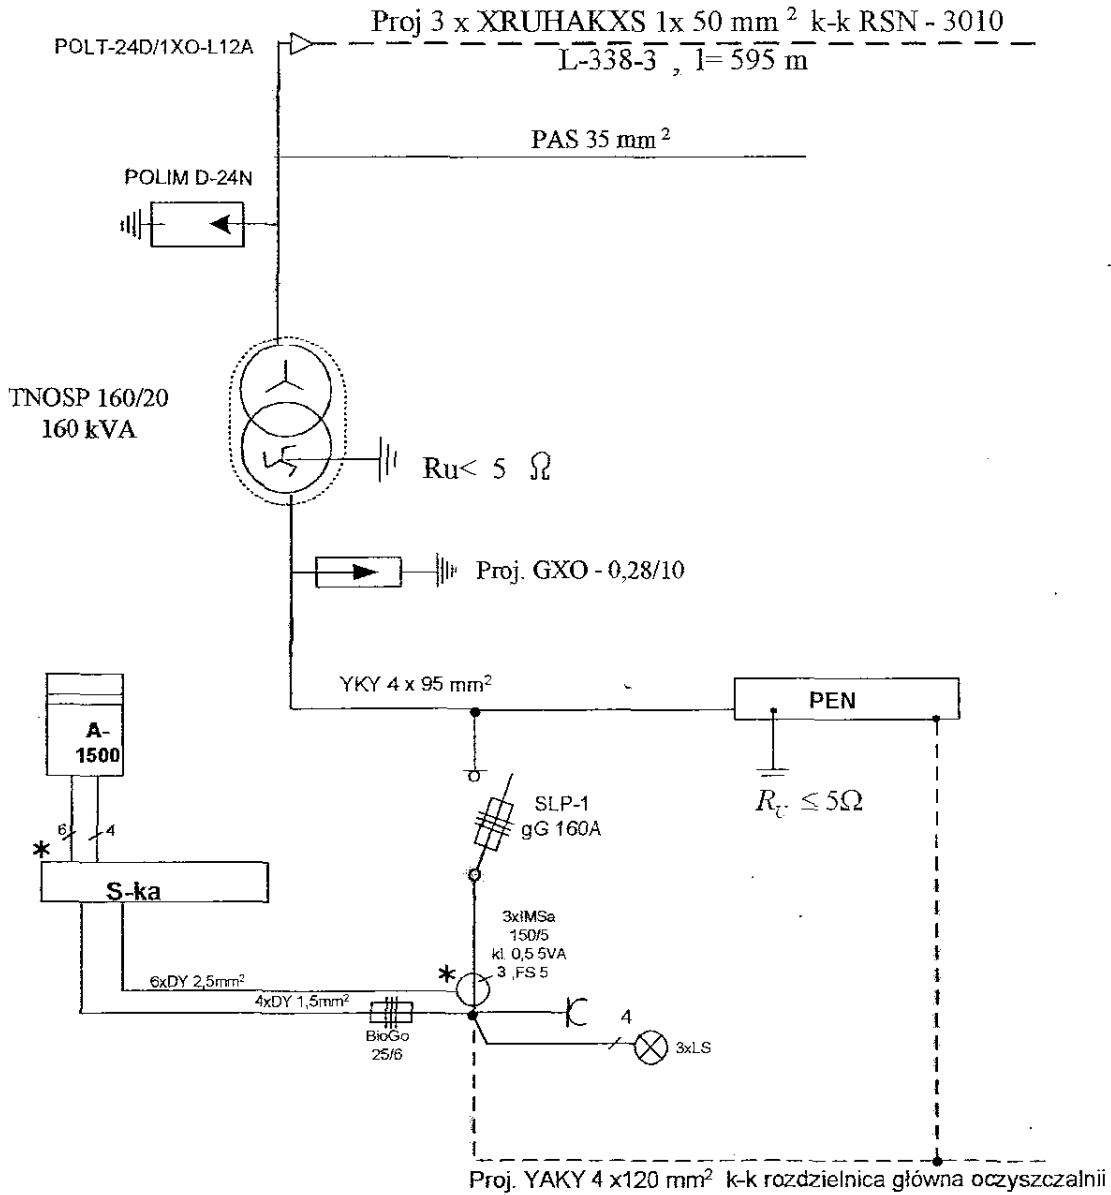 Proj 3 x XRUHAKXS 1x 50 mm² k-k RSN - 3010
POLT-24D/1XO-L12A
L-338-3 , l= 595 m
PAS 35 mm²
POLIM D-24N
TNOSP 160/20
160 kVA
Ru< 5 Ω
Proj. GXO - 0,28/10
YKY 4 x 95 mm²
PEN
A-
1500
R_U ≤ 5Ω
SLP-1
gG 160A
6
4
*
S-ka
3xIMSa
150/5
kl. 0,5 5VA
3 ,FS 5
*
6xDY 2,5mm²
4xDY 1,5mm²
BioGo
25/6
4
3xLS
Proj. YAKY 4 x120 mm² k-k rozdzielnica główna oczyszczalnii